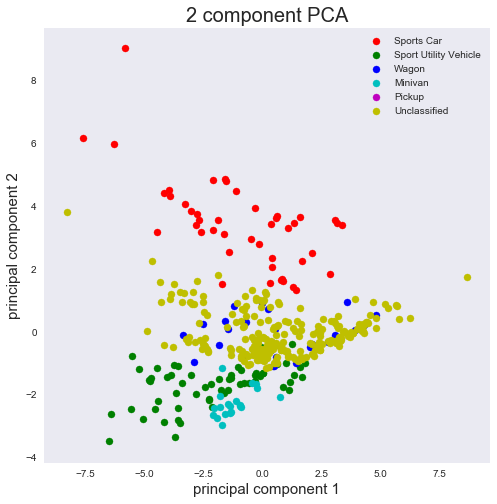 2 component PCA
Sports Car
Sport Utility Vehicle
Wagon
Minivan
Pickup
Unclassified
principal component 2
8
6
4
2
0
−2
−4
−7.5
−5.0
−2.5
0.0
2.5
5.0
7.5
principal component 1